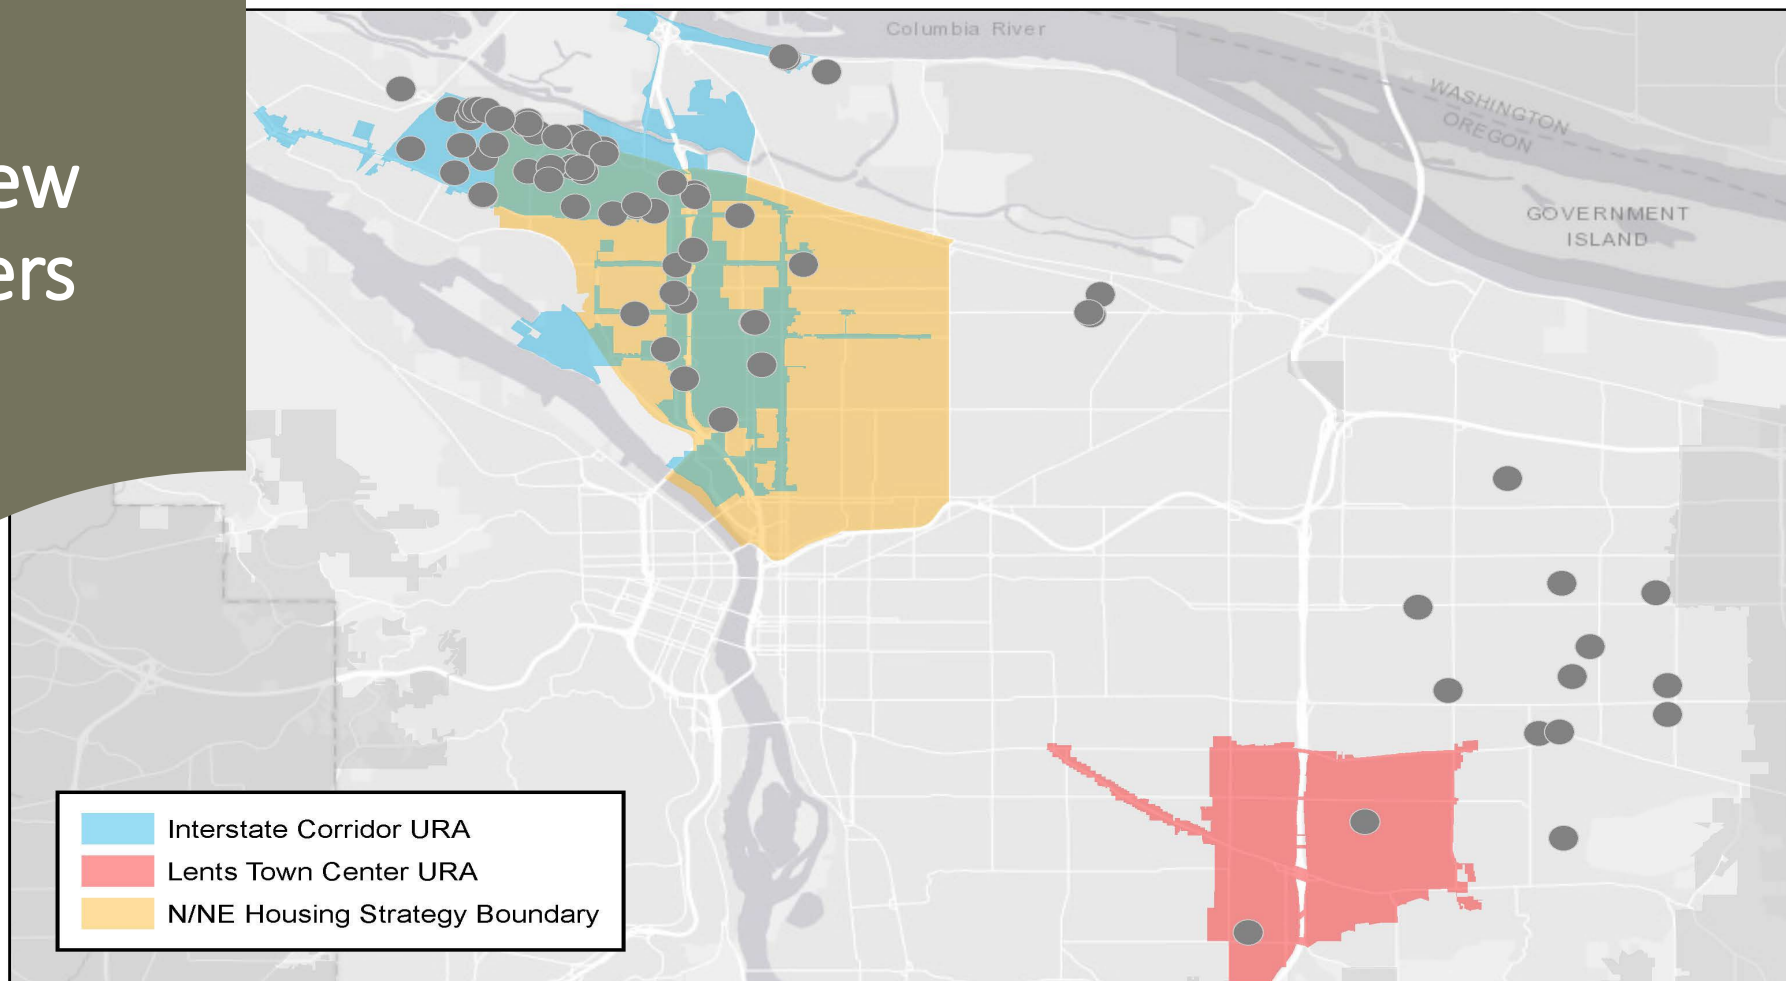 ew
ers
Columbia River
WASHINGTON
OREGON
GOVERNMENT
ISLAND
Interstate Corridor URA
Lents Town Center URA
N/NE Housing Strategy Boundary